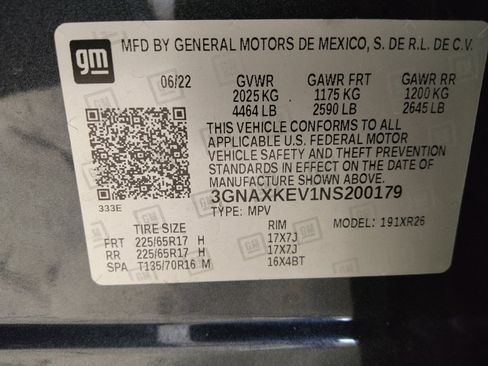 gm
MFD BY GENERAL MOTORS DE MEXICO, S. DE R.L. DE C.V.
06/22 GVWR GAWR FRT GAWR RR
2025 KG 1175 KG 1200 KG
4464 LB 2590 LB 2645 LB
THIS VEHICLE CONFORMS TO ALL
APPLICABLE U.S. FEDERAL MOTOR
VEHICLE SAFETY AND THEFT PREVENTION
STANDARDS IN EFFECT ON THE DATE OF
MANUFACTURE SHOWN ABOVE.
3GNAXKEV1NS200179
333E TYPE: MPV MODEL: 191XR26
TIRE SIZE RIM
FRT 225/65R17 H 17X7J
RR 225/65R17 H 17X7J
SPA T135/70R16 M 16X4BT